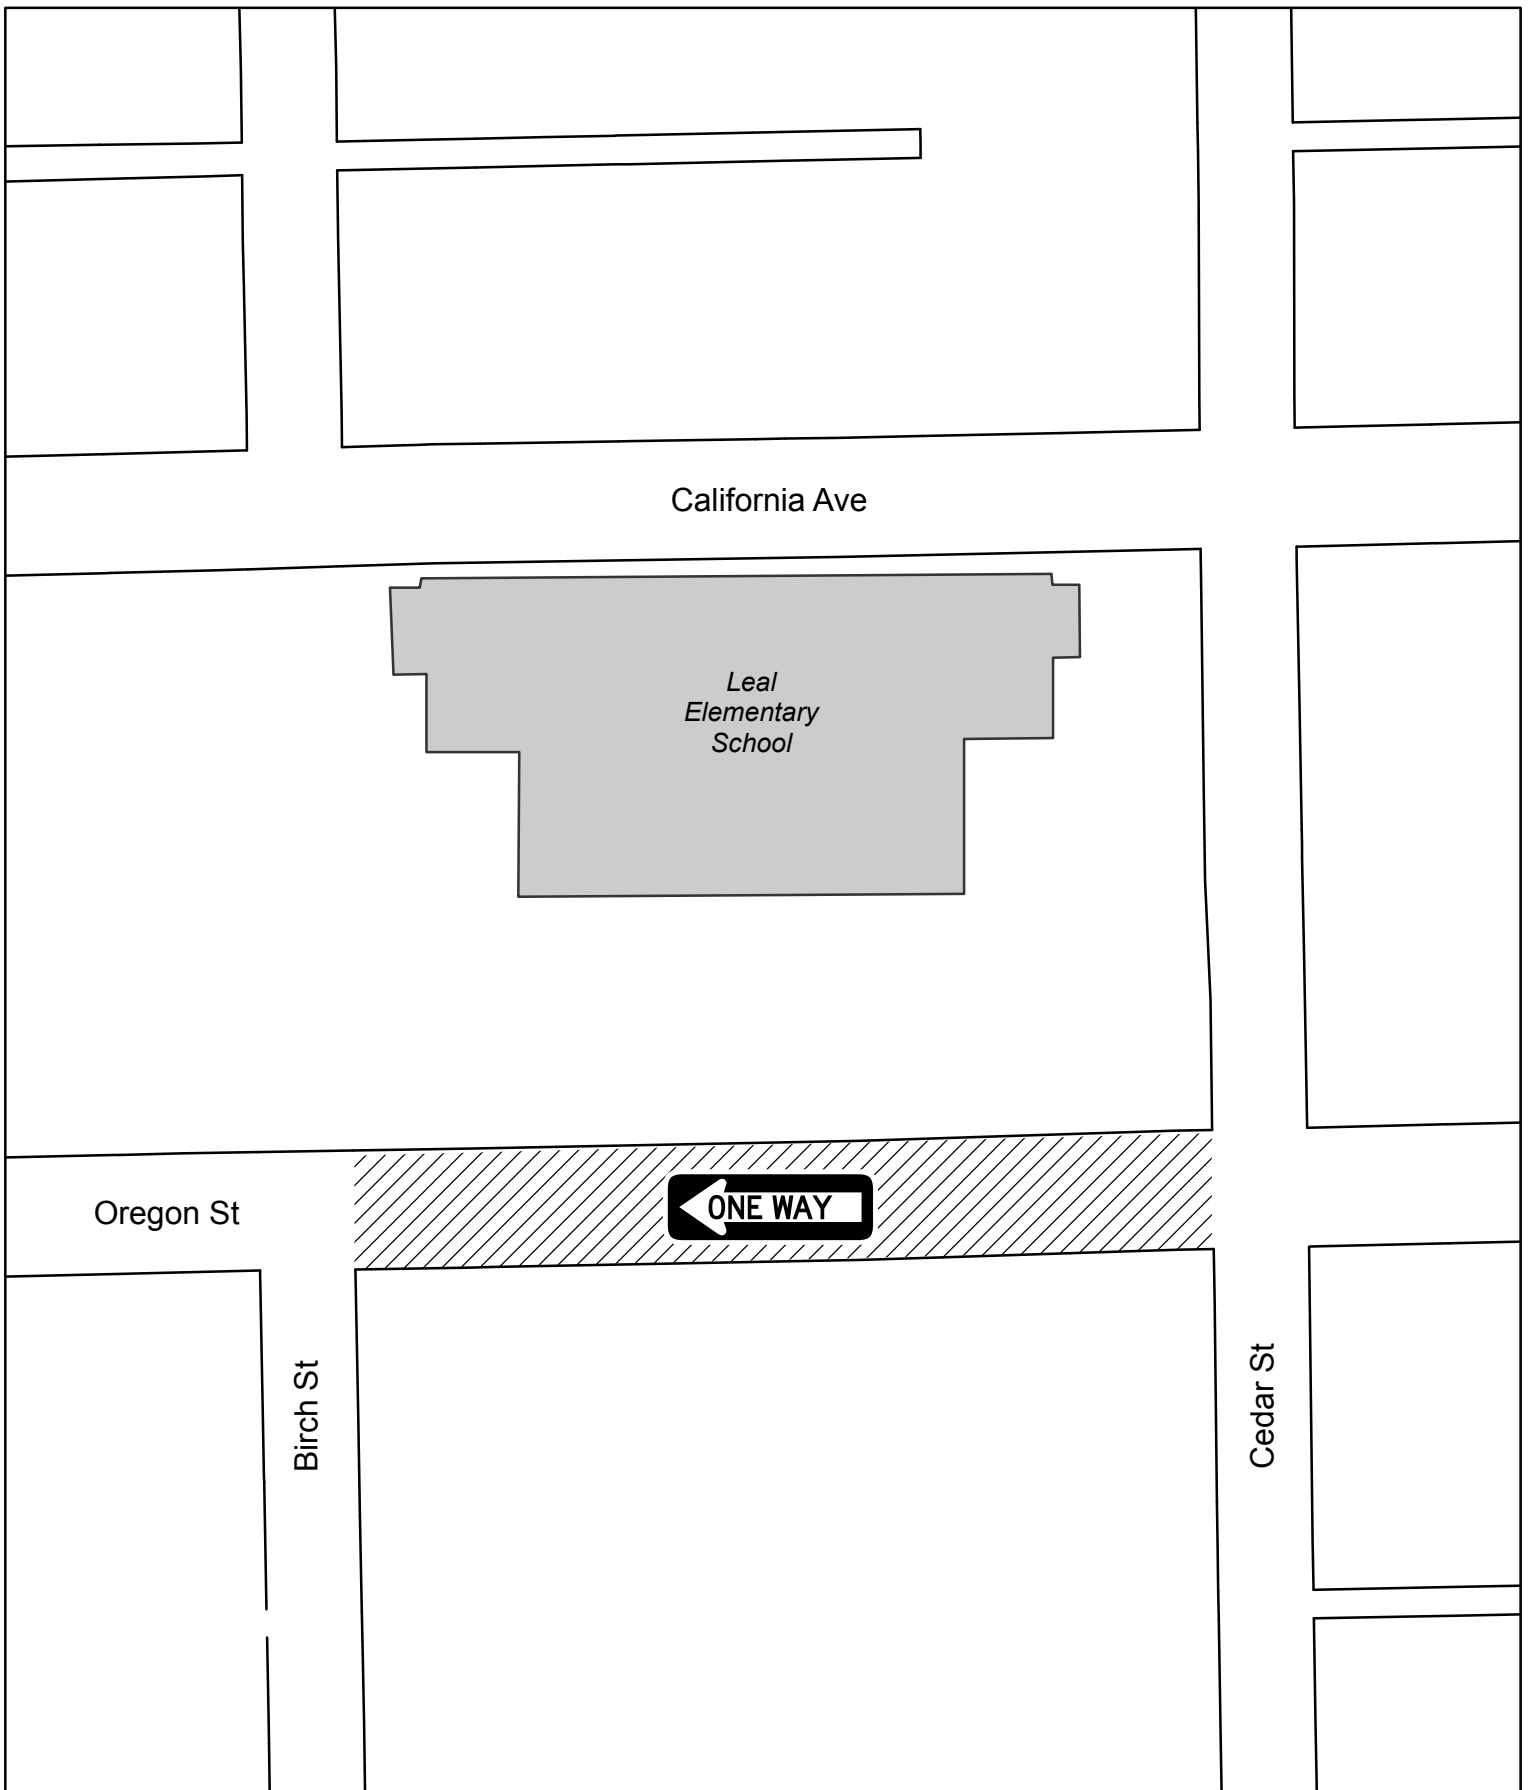 California Ave
Leal
Elementary
School
ONE WAY
Oregon St
Birch St
Cedar St